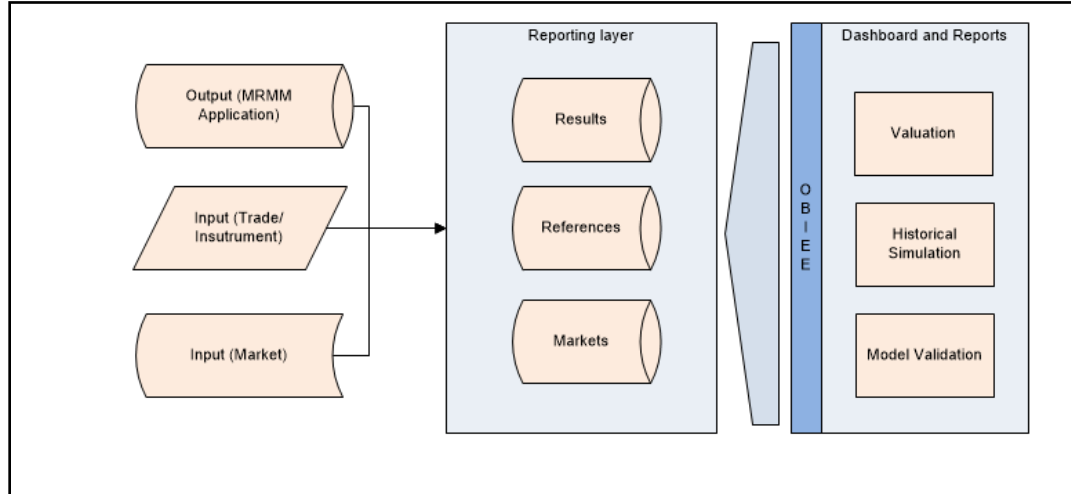 Reporting layer
Dashboard and Reports
Output (MRMM
Application)
Results
Valuation
Input (Trade/
Insutrument)
References
OBIEE
Historical
Simulation
Input (Market)
Markets
Model Validation